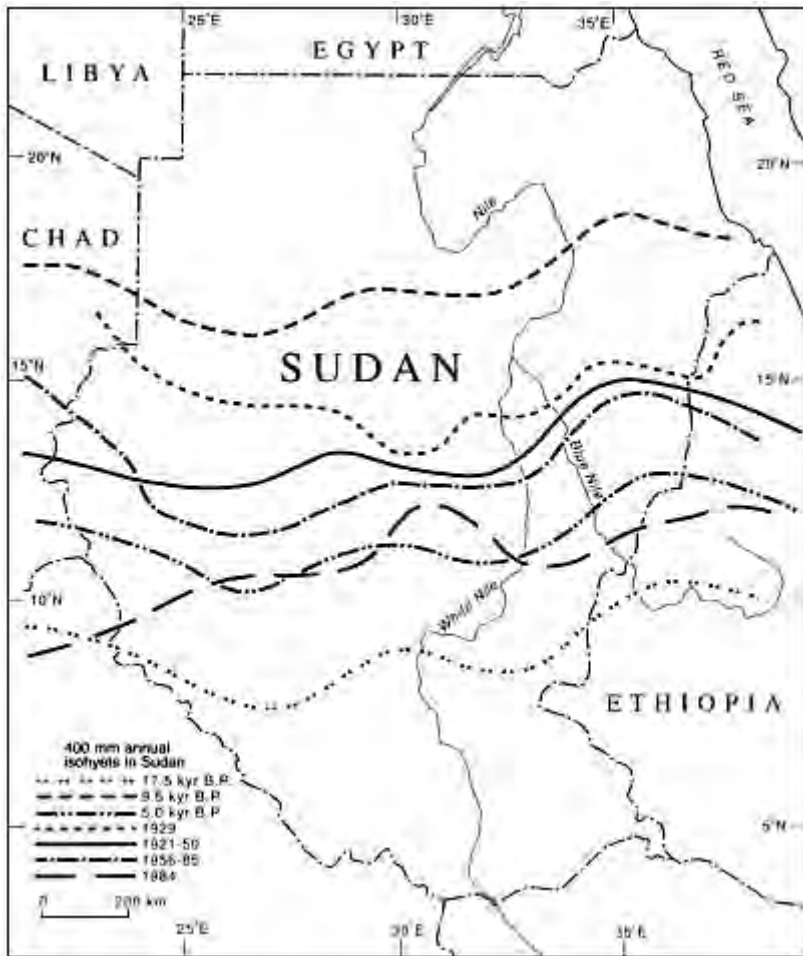 25°E 30°E 35°E
EGYPT
LIBYA
RED SEA
20°N 20°N
Nile
CHAD
SUDAN
15°N 15°N
Blue Nile
10°N 10°N
White Nile
ETHIOPIA
400 mm annual
isohyets in Sudan
17.5 kyr B.P.
9.5 kyr B.P.
5.0 kyr B.P.
1929
5°N
1921-50
1956-85
1984
0 200 km
25°E 30°E 35°E